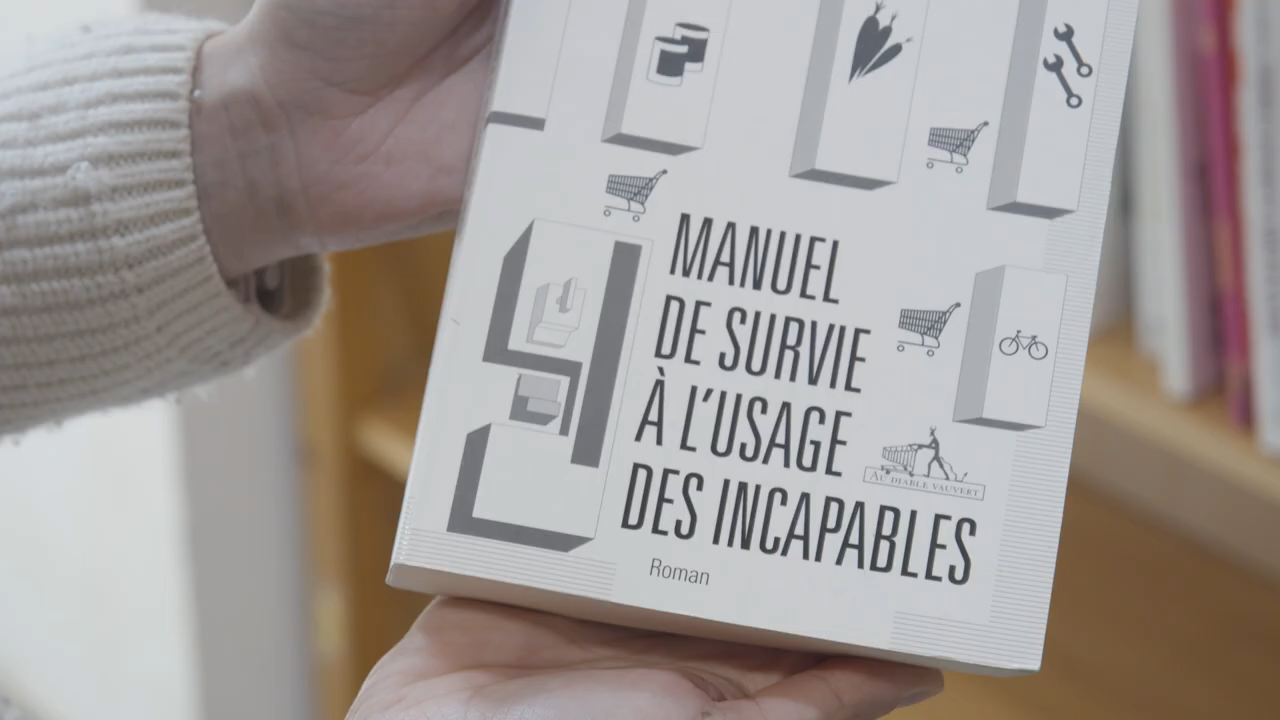 MANUEL
DE SURVIE
À L'USAGE
DES INCAPABLES
AU DIABLE VAUVERT
Roman